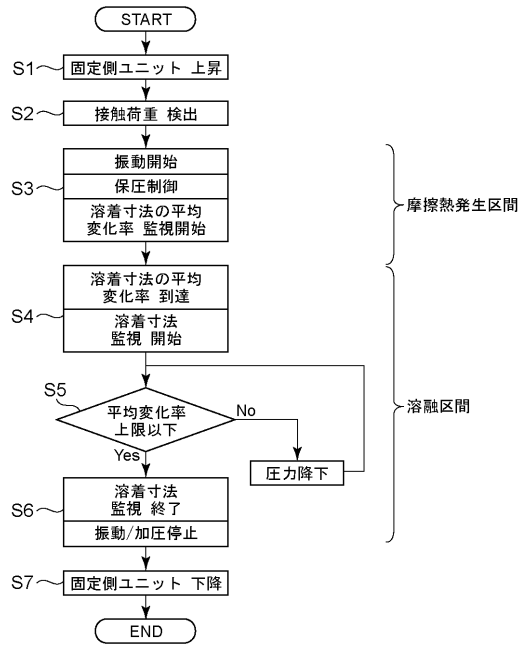 START
S1
固定側ユニット 上昇
S2
接触荷重 検出
S3
振動開始
保圧制御
溶着寸法の平均
変化率 監視開始
摩擦熱発生区間
S4
溶着寸法の平均
変化率 到達
溶着寸法
監視 開始
S5
平均変化率
上限以下
No
Yes
圧力降下
溶融区間
S6
溶着寸法
監視 終了
振動/加圧停止
S7
固定側ユニット 下降
END